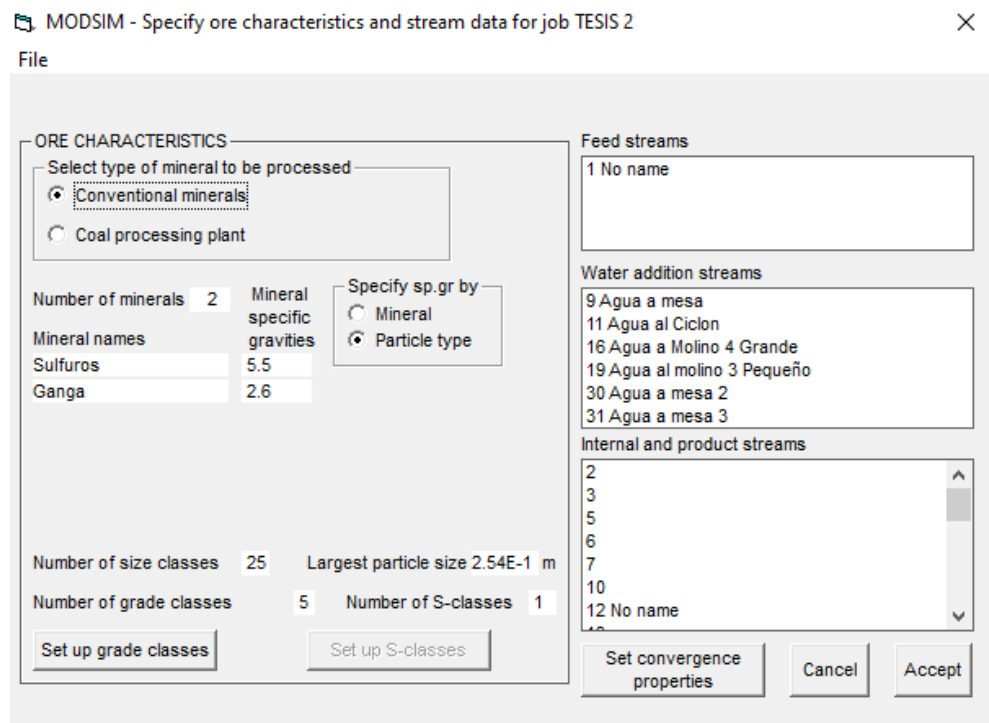 MODSIM - Specify ore characteristics and stream data for job TESIS 2
File
ORE CHARACTERISTICS
Select type of mineral to be processed
Conventional minerals
Coal processing plant
Number of minerals 2
Mineral specific gravities
Specify sp.gr by
Mineral
Particle type
Mineral names
Sulfuros 5.5
Ganga 2.6
Number of size classes 25 Largest particle size 2.54E-1 m
Number of grade classes 5 Number of S-classes 1
Set up grade classes Set up S-classes
Feed streams
1 No name
Water addition streams
9 Agua a mesa
11 Agua al Ciclon
16 Agua a Molino 4 Grande
19 Agua al molino 3 Pequeño
30 Agua a mesa 2
31 Agua a mesa 3
Internal and product streams
2
3
5
6
7
10
12 No name
Set convergence properties
Cancel
Accept